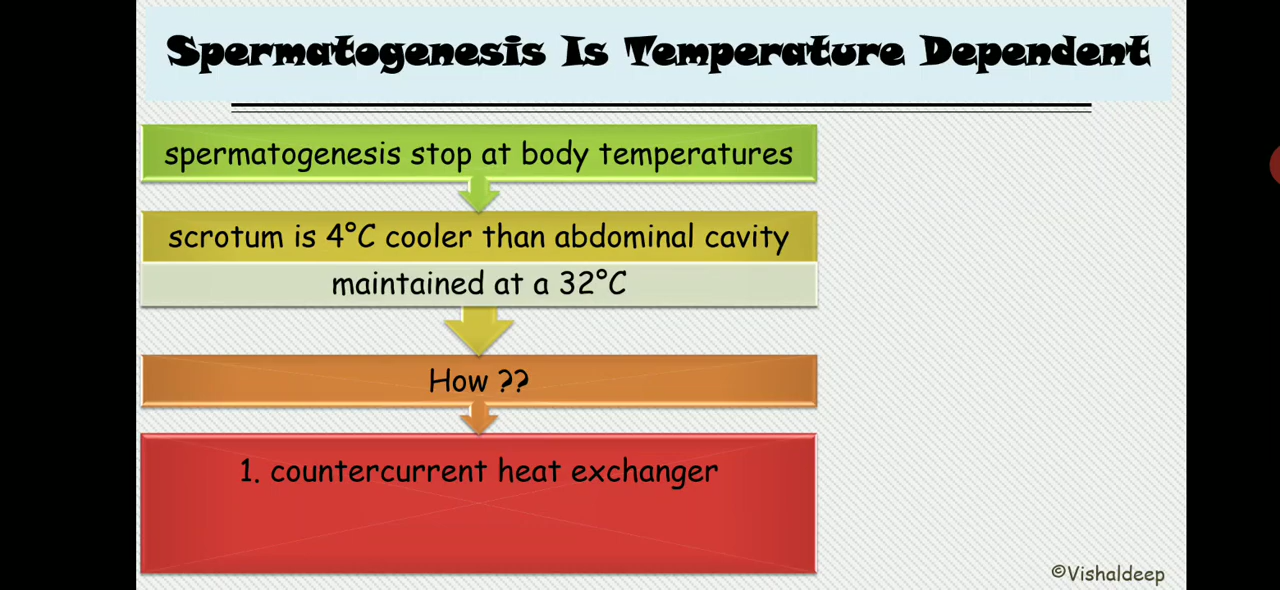 Spermatogenesis Is Temperature Dependent
spermatogenesis stop at body temperatures
scrotum is 4°C cooler than abdominal cavity
maintained at a 32°C
How ??
1. countercurrent heat exchanger
©Vishaldeep